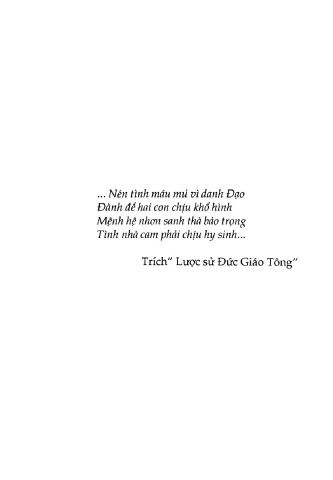 ... Nén tình máu mủ vì danh Đạo
Đành để hai con chịu khổ hình
Mệnh hệ nhơn sanh thà bảo trọng
Tình nhà cam phải chịu hy sinh...
Trích" Lược sử Đức Giáo Tông"